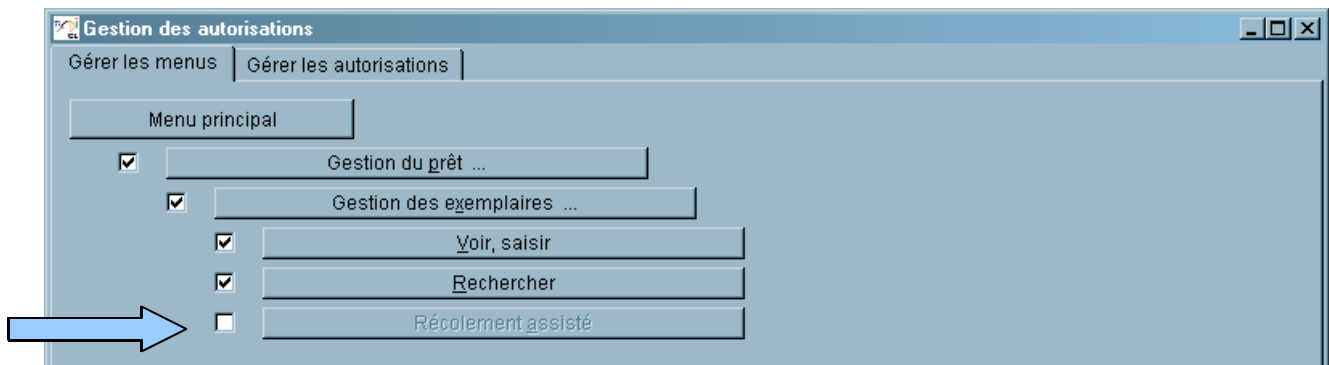 Gestion des autorisations
Gérer les menus Gérer les autorisations
Menu principal
Gestion du prêt ...
Gestion des exemplaires ...
Voir, saisir
Rechercher
Récolement assisté